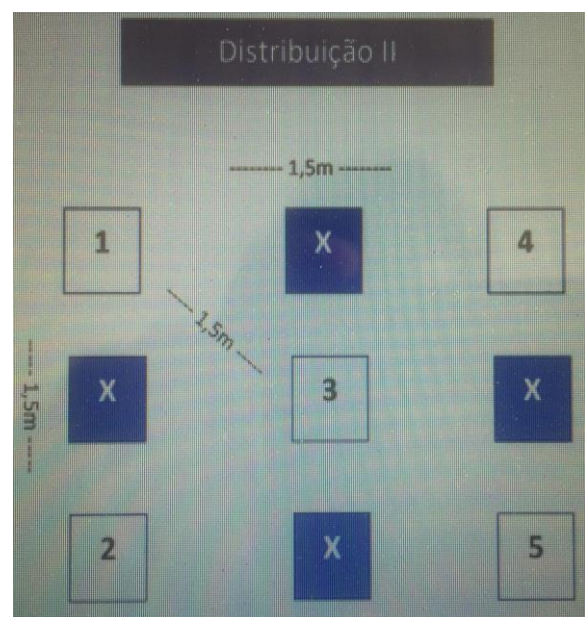 Distribuição II
-------- 1,5m --------
1 X 4
----- 1,5m -----
X 3 X
---- 1,5m ----
2 X 5